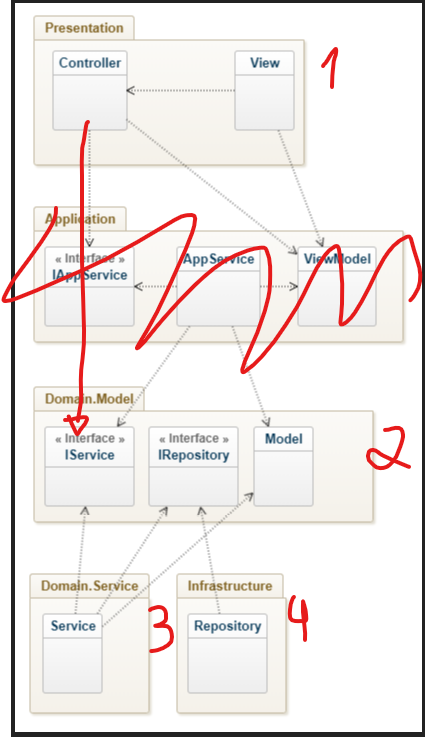 Presentation
Controller View 1
Application
« Interface » AppService ViewModel
IAppService
Domain.Model
« Interface » « Interface » Model
IService IRepository 2
Domain.Service Infrastructure
Service 3 Repository 4